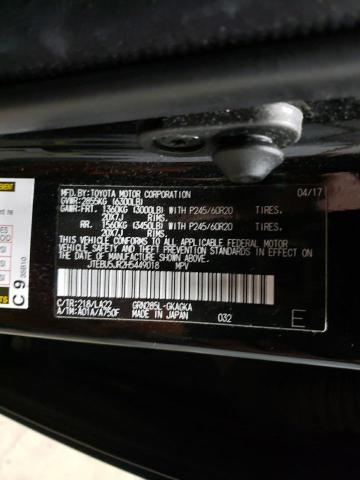 MFD. BY: TOYOTA MOTOR CORPORATION 04/17
GVWR: 2855KG (6300LB)
GAWR: FRT. 1360KG (3000LB) WITH P245/60R20 TIRES.
20X7J RIMS.
RR. 1560KG (3450LB) WITH P245/60R20 TIRES.
20X7J RIMS.
THIS VEHICLE CONFORMS TO ALL APPLICABLE FEDERAL MOTOR
VEHICLE SAFETY AND THEFT PREVENTION STANDARDS IN
EFFECT ON THE DATE OF MANUFACTURE SHOWN ABOVE.
JTEBU5JR2H5449018 MPV
C/TR: 218/LA22 GRN285L-GKAGKA
A/TM: A01A/A750F MADE IN JAPAN 032 E
C 9